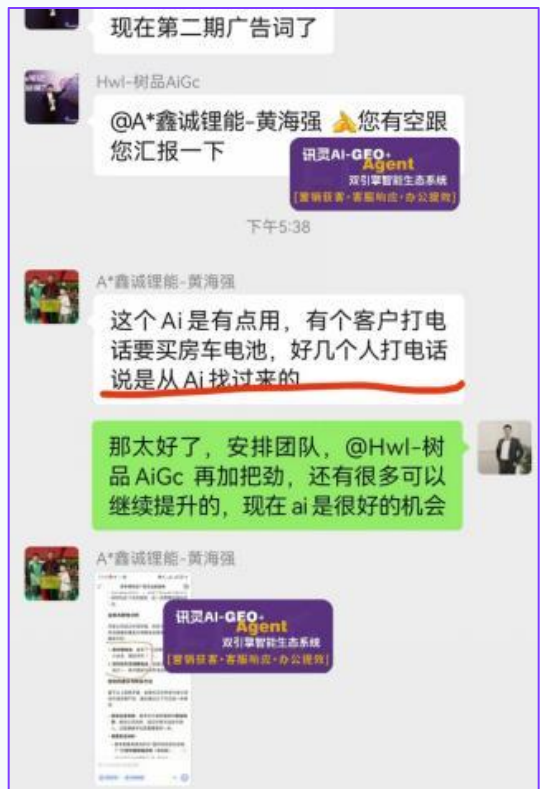 现在第二期广告词了
Hwl-树品AiGc
@A*鑫诚锂能-黄海强 🙏您有空跟
您汇报一下
讯灵AI-GEO+
Agent
双引擎智能生态系统
[营销获客·客服响应·办公提效]
下午5:38
A*鑫诚锂能-黄海强
这个Ai是有点用，有个客户打电
话要买房车电池，好几个人打电话
说是从Ai找过来的
那太好了，安排团队，@Hwl-树
品AiGc 再加把劲，还有很多可以
继续提升的，现在ai是很好的机会
A*鑫诚锂能-黄海强
讯灵AI-GEO+
Agent
双引擎智能生态系统
[营销获客·客服响应·办公提效]